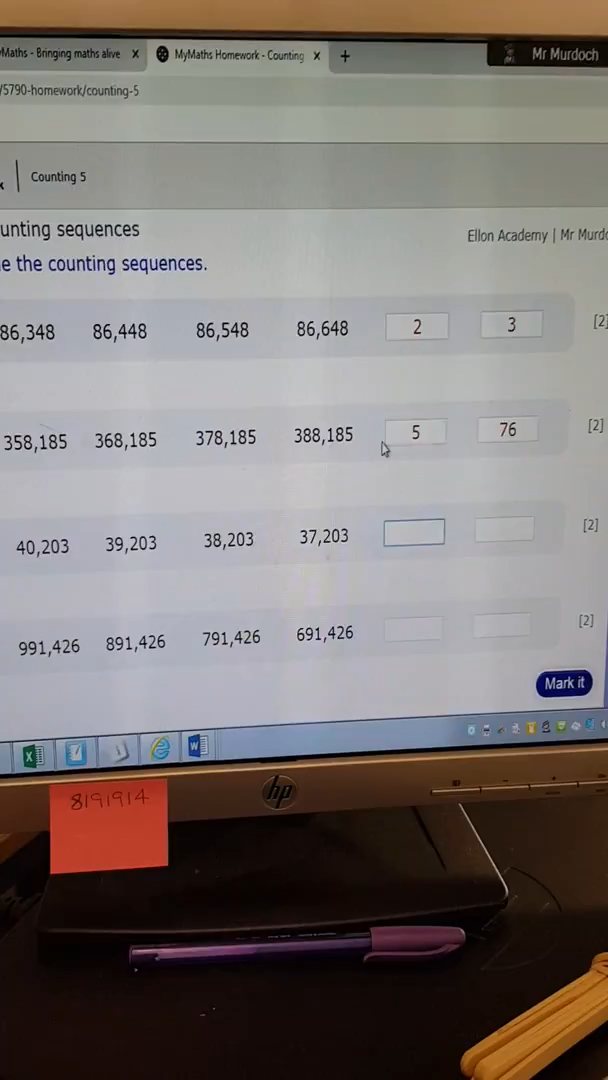 Maths - Bringing maths alive x MyMaths Homework - Counting x + Mr Murdoch
/5790-homework/counting-5
Counting 5
unting sequences
Ellon Academy | Mr Murdo
e the counting sequences.
86,348 86,448 86,548 86,648 2 3 [2]
358,185 368,185 378,185 388,185 5 76 [2]
40,203 39,203 38,203 37,203 [2]
991,426 891,426 791,426 691,426 [2]
Mark it
hp
8191914